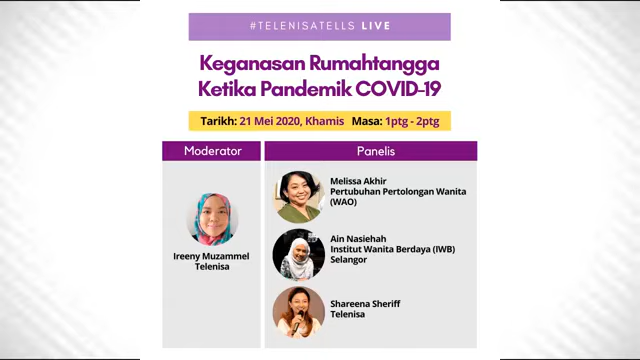 #TELENISATELLS LIVE
Keganasan Rumahtangga
Ketika Pandemik COVID-19
Tarikh: 21 Mei 2020, Khamis Masa: 1ptg - 2ptg
Moderator
Ireeny Muzammel
Telenisa
Panelis
Melissa Akhir
Pertubuhan Pertolongan Wanita
(WAO)
Ain Nasiehah
Institut Wanita Berdaya (IWB)
Selangor
Shareena Sheriff
Telenisa